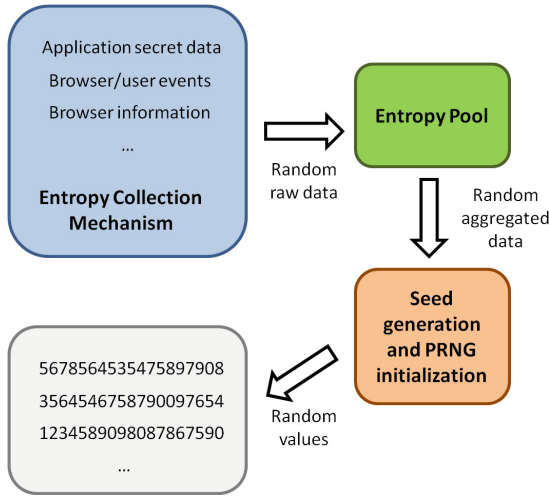 Application secret data
Browser/user events
Browser information
...
Entropy Collection
Mechanism
Random
raw data
Entropy Pool
Random
aggregated
data
Seed
generation
and PRNG
initialization
Random
values
5678564535475897908
3564546758790097654
1234589098087867590
...